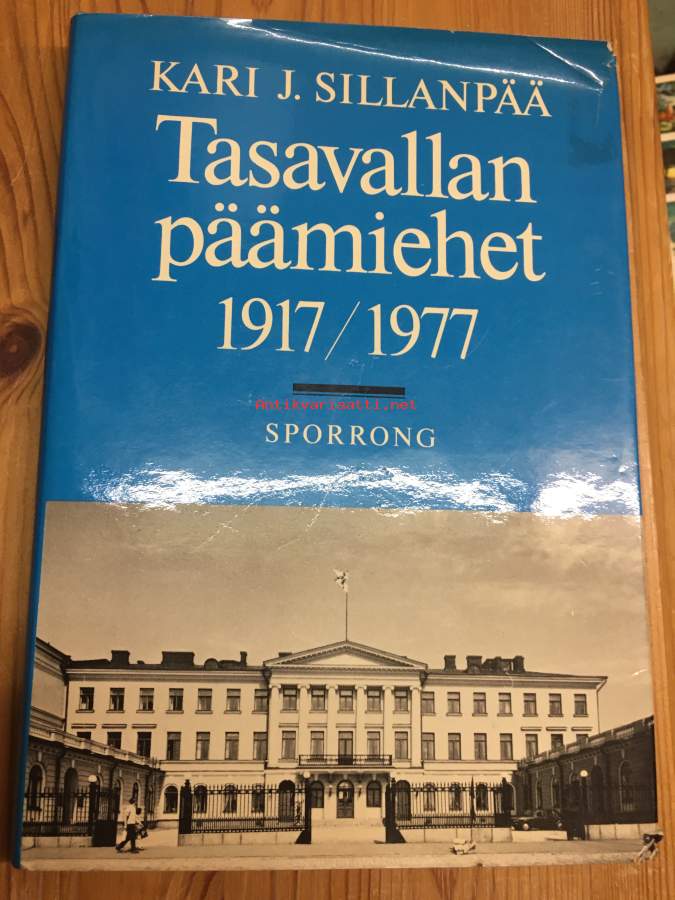 KARI J. SILLANPÄÄ
Tasavallan
päämiehet
1917/1977
Antikvariaatti.net
SPORRONG